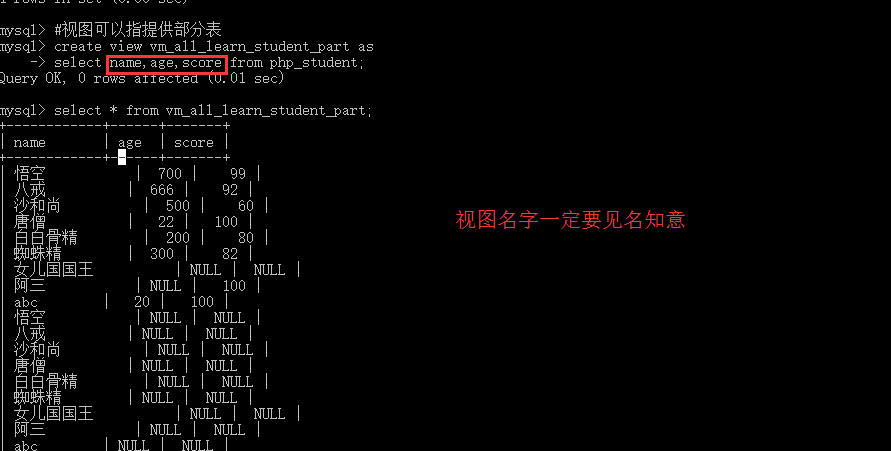 rows in set (0.00 sec)
mysql> #视图可以指提供部分表
mysql> create view vm_all_learn_student_part as
-> select name,age,score from php_student;
Query OK, 0 rows affected (0.01 sec)
mysql> select * from vm_all_learn_student_part;
+------------+------+-------+
| name | age | score |
+------------+------+-------+
| 悟空 | 700 | 99 |
| 八戒 | 666 | 92 |
| 沙和尚 | 500 | 60 |
| 唐僧 | 22 | 100 |
视图名字一定要见名知意
| 白白骨精 | 200 | 80 |
| 蜘蛛精 | 300 | 82 |
| 女儿国国王 | NULL | NULL |
| 阿三 | NULL | 100 |
| abc | 20 | 100 |
| 悟空 | NULL | NULL |
| 八戒 | NULL | NULL |
| 沙和尚 | NULL | NULL |
| 唐僧 | NULL | NULL |
| 白白骨精 | NULL | NULL |
| 蜘蛛精 | NULL | NULL |
| 女儿国国王 | NULL | NULL |
| 阿三 | NULL | NULL |
| abc | NULL | NULL |